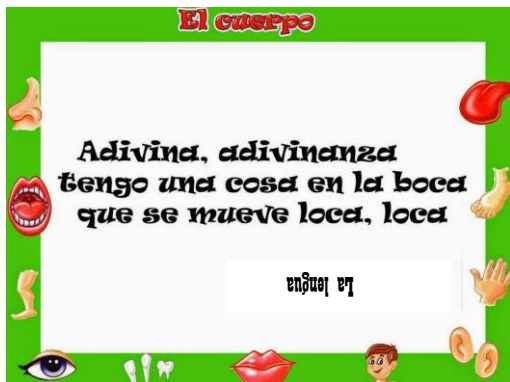 El cuerpo
Adivina, adivinanza
tengo una cosa en la boca
que se mueve loca, loca
La lengua